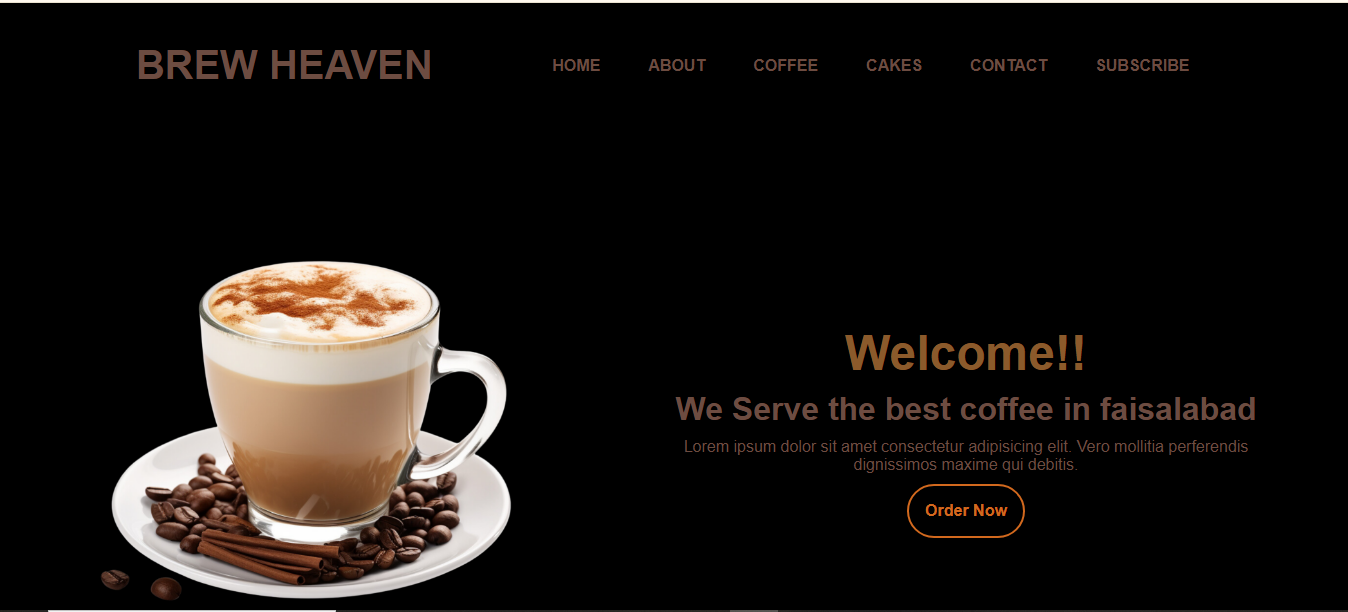 BREW HEAVEN
HOME ABOUT COFFEE CAKES CONTACT SUBSCRIBE
Welcome!!
We Serve the best coffee in faisalabad
Lorem ipsum dolor sit amet consectetur adipisicing elit. Vero mollitia perferendis
dignissimos maxime qui debitis.
Order Now